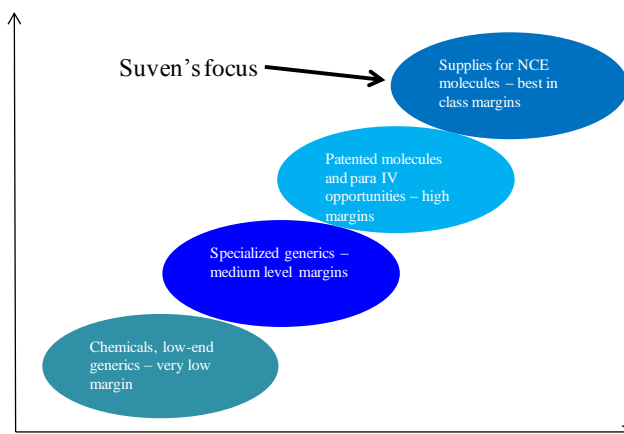 Suven's focus
Supplies for NCE
molecules – best in
class margins
Patented molecules
and para IV
opportunities – high
margins
Specialized generics –
medium level margins
Chemicals, low-end
generics – very low
margin